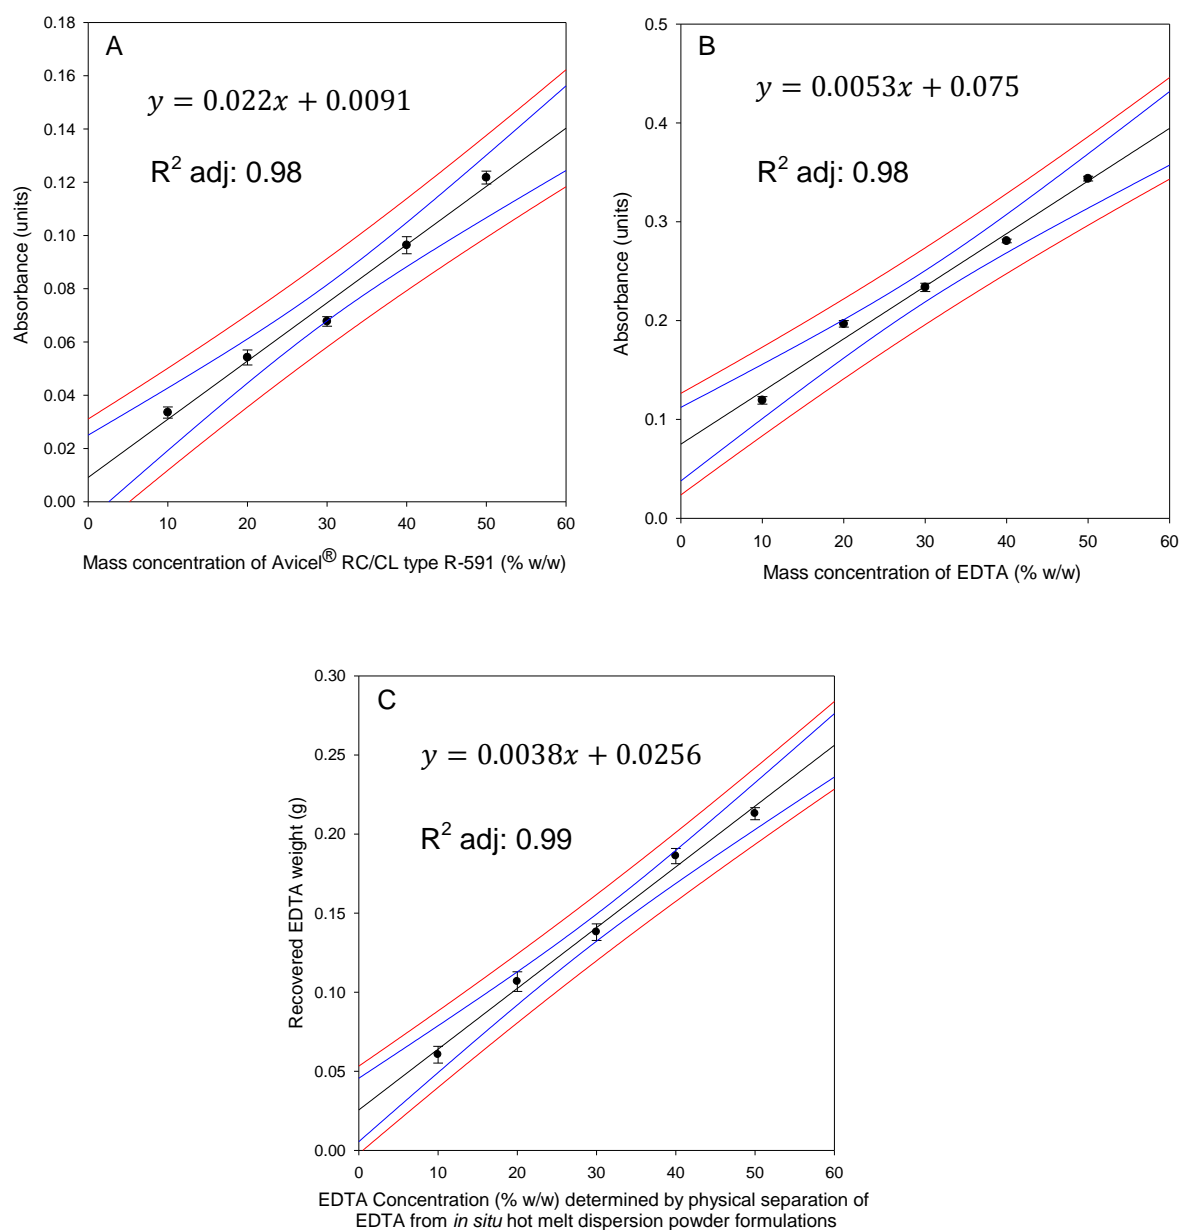 A
y = 0.022x + 0.0091
R² adj: 0.98
Absorbance (units)
0.18
0.16
0.14
0.12
0.10
0.08
0.06
0.04
0.02
0.00
0 10 20 30 40 50 60
Mass concentration of Avicel® RC/CL type R-591 (% w/w)
B
y = 0.0053x + 0.075
R² adj: 0.98
Absorbance (units)
0.5
0.4
0.3
0.2
0.1
0.0
0 10 20 30 40 50 60
Mass concentration of EDTA (% w/w)
C
y = 0.0038x + 0.0256
R² adj: 0.99
Recovered EDTA weight (g)
0.30
0.25
0.20
0.15
0.10
0.05
0.00
0 10 20 30 40 50 60
EDTA Concentration (% w/w) determined by physical separation of
EDTA from in situ hot melt dispersion powder formulations